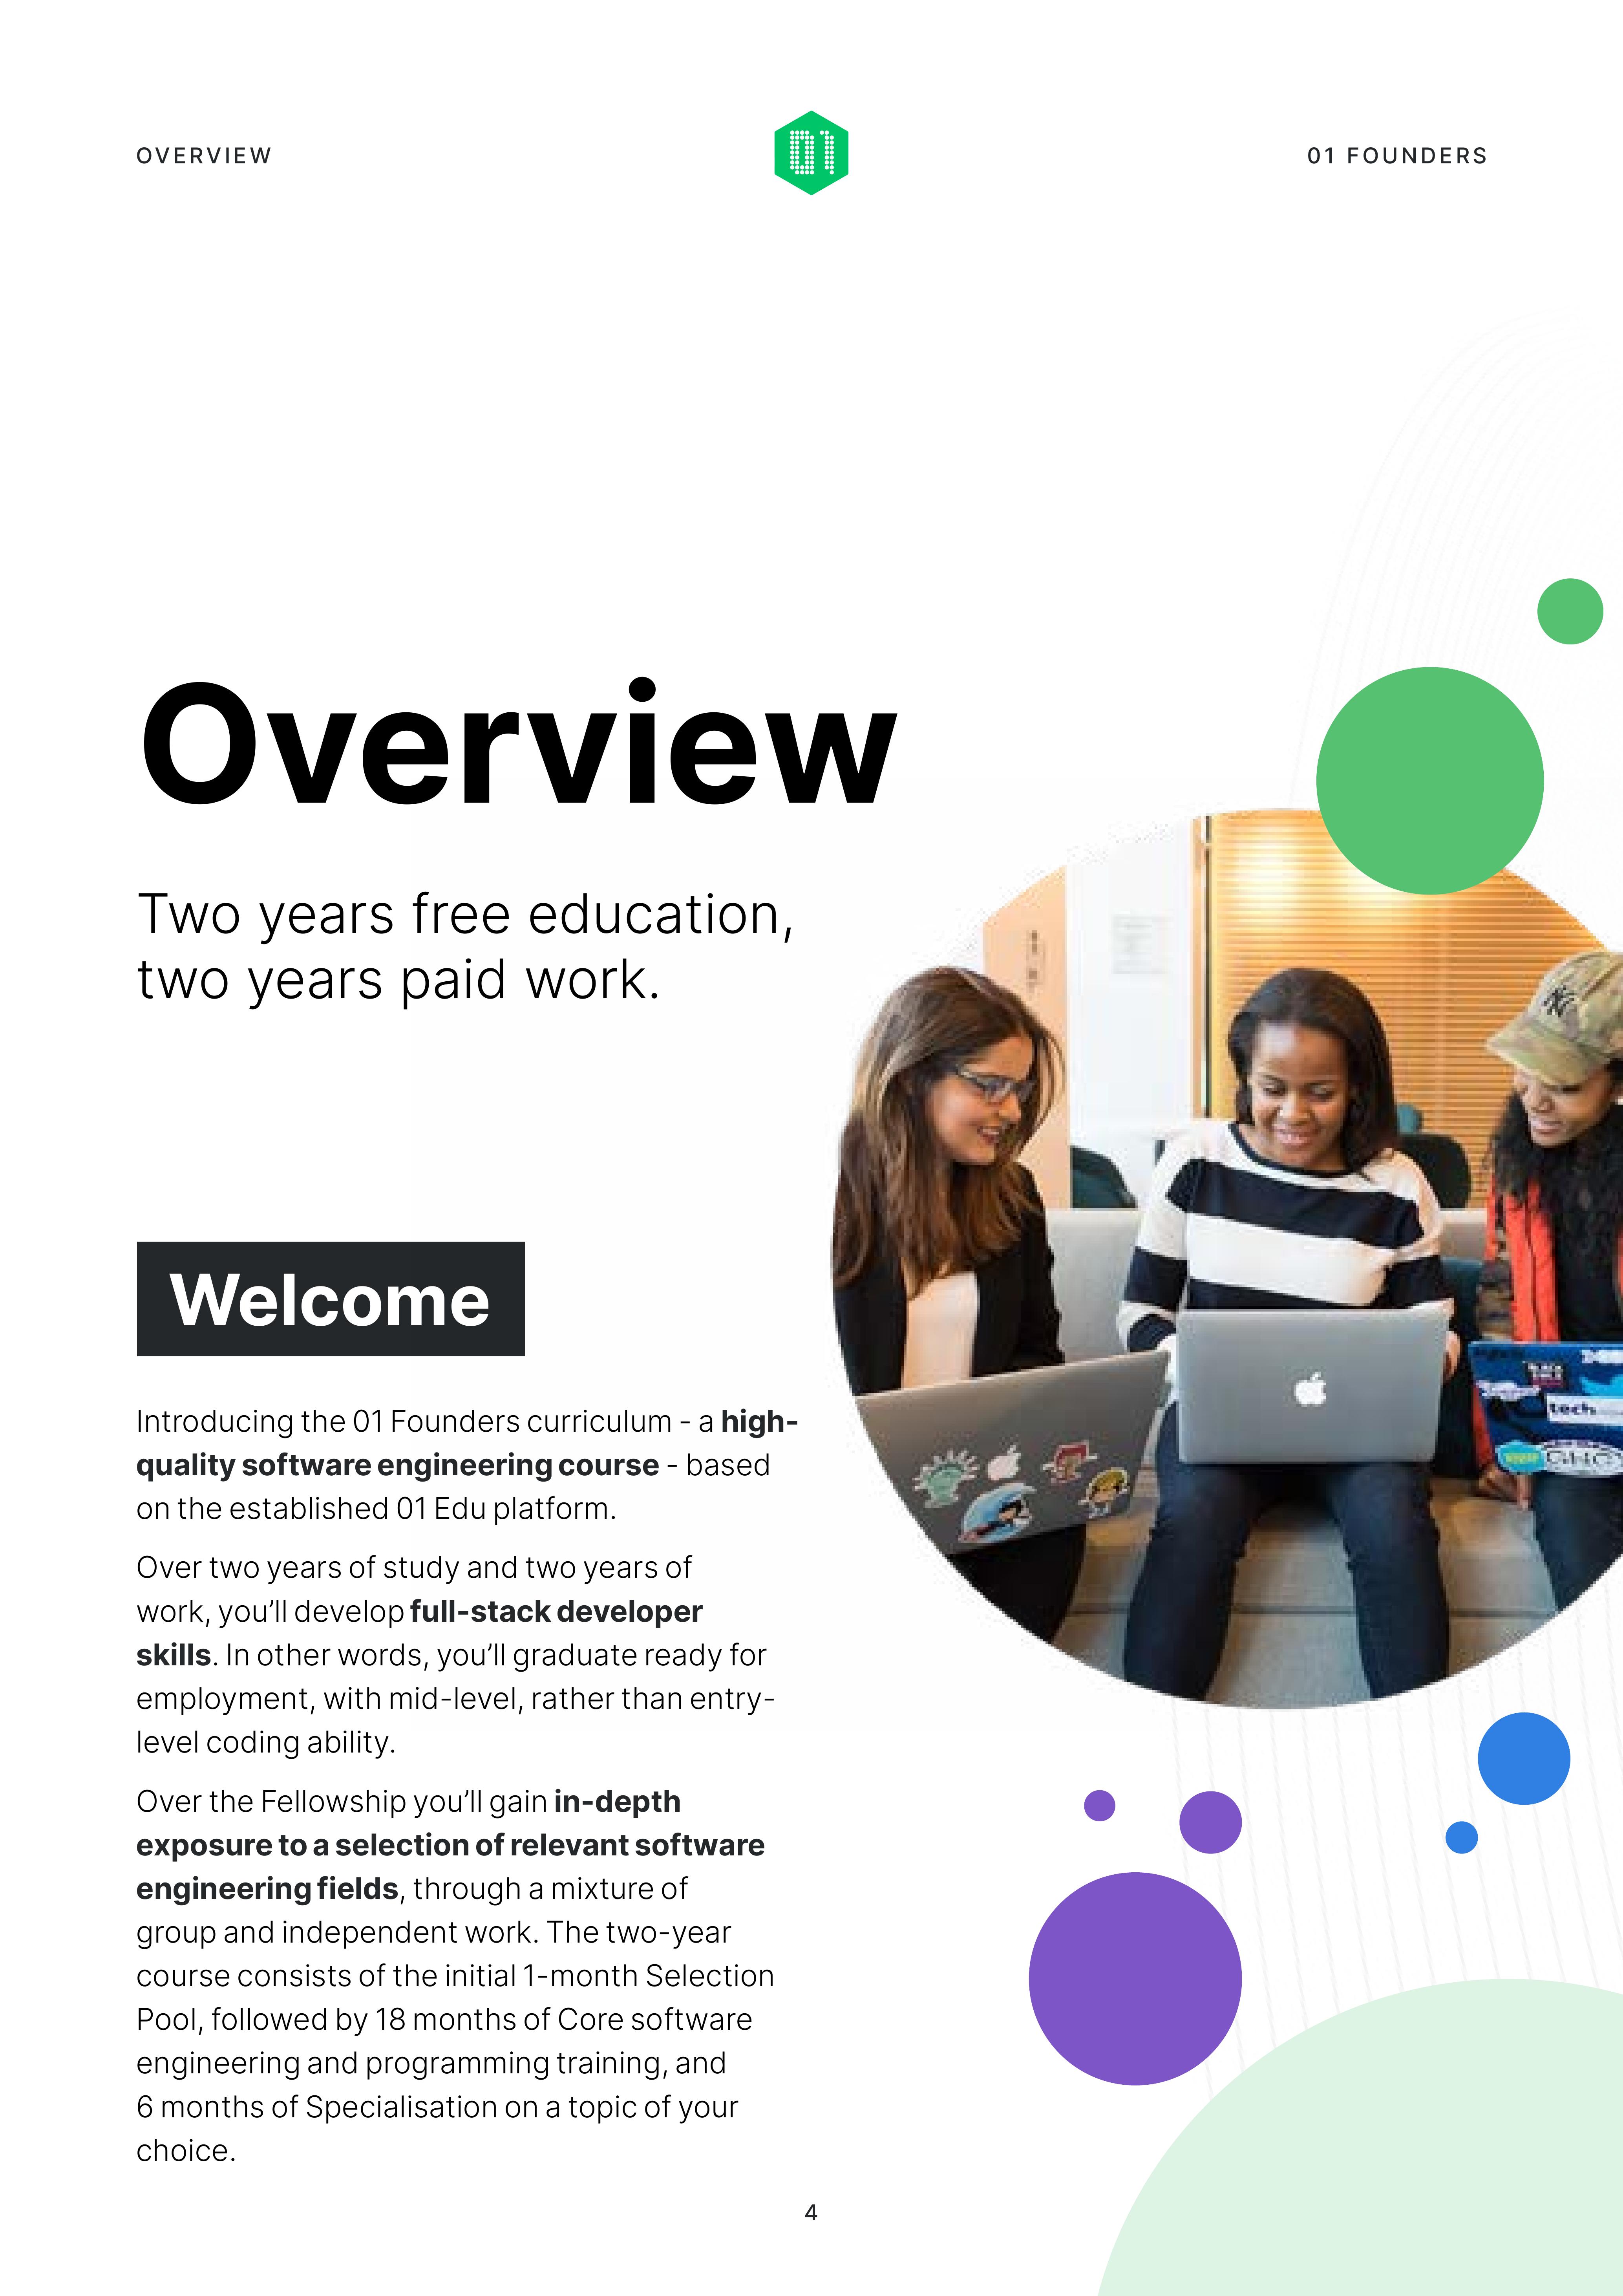 OVERVIEW
01
01 FOUNDERS
Overview
Two years free education,
two years paid work.
Welcome
Introducing the 01 Founders curriculum - a high-
quality software engineering course - based
on the established 01 Edu platform.
Over two years of study and two years of
work, you’ll develop full-stack developer
skills. In other words, you’ll graduate ready for
employment, with mid-level, rather than entry-
level coding ability.
Over the Fellowship you’ll gain in-depth
exposure to a selection of relevant software
engineering fields, through a mixture of
group and independent work. The two-year
course consists of the initial 1-month Selection
Pool, followed by 18 months of Core software
engineering and programming training, and
6 months of Specialisation on a topic of your
choice.
tech
4